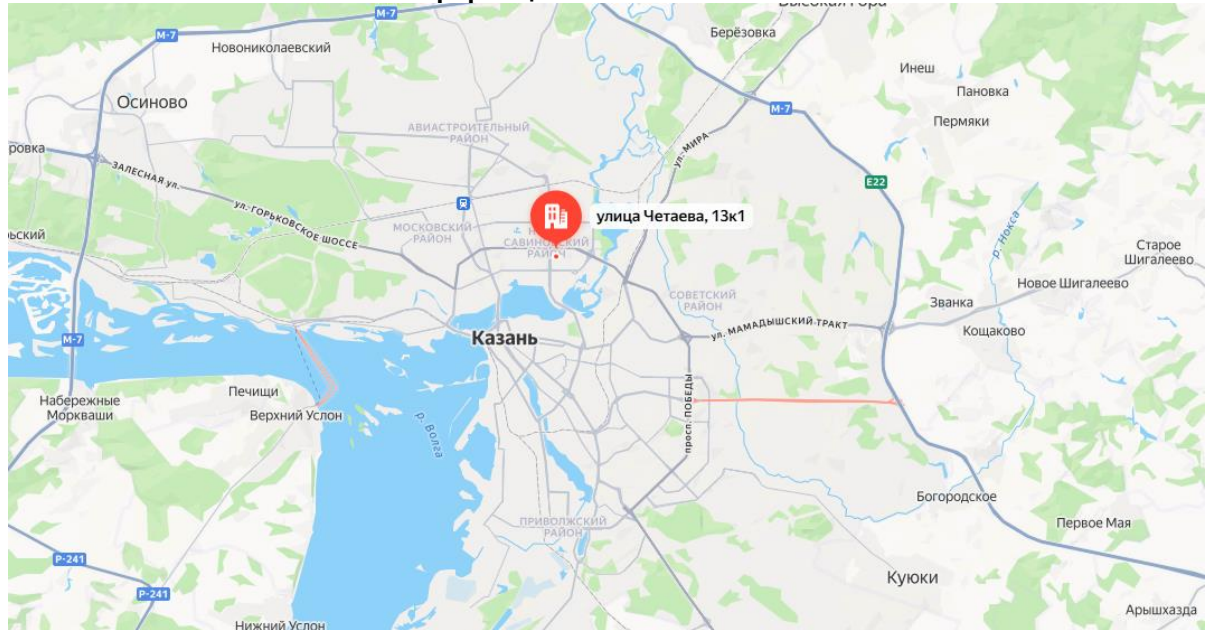 М-7
Новониколаевский
Берёзовка
Инеш
Осиново
Пановка
М-7
Пермяки
АВИАСТРОИТЕЛЬНЫЙ
РАЙОН
ул. МИРА
ЗАЛЕСНАЯ ул.
Е22
улица Четаева, 13к1
ул. ГОРЬКОВСКОЕ ШОССЕ
МОСКОВСКИЙ
РАЙОН
САВИНОВСКИЙ
РАЙОН
р. Нокса
Старое
Шигалеево
Новое Шигалеево
СОВЕТСКИЙ
РАЙОН
Званка
Кощаково
ул. МАМАДЫШСКИЙ ТРАКТ
Казань
М-7
Печищи
Набережные
Моркваши
Верхний Услон
р. Волга
просп. ПОБЕДЫ
Богородское
ПРИВОЛЖСКИЙ
РАЙОН
Первое Мая
Р-241
Куюки
Р-241
Арышхазда
Нижний Услон